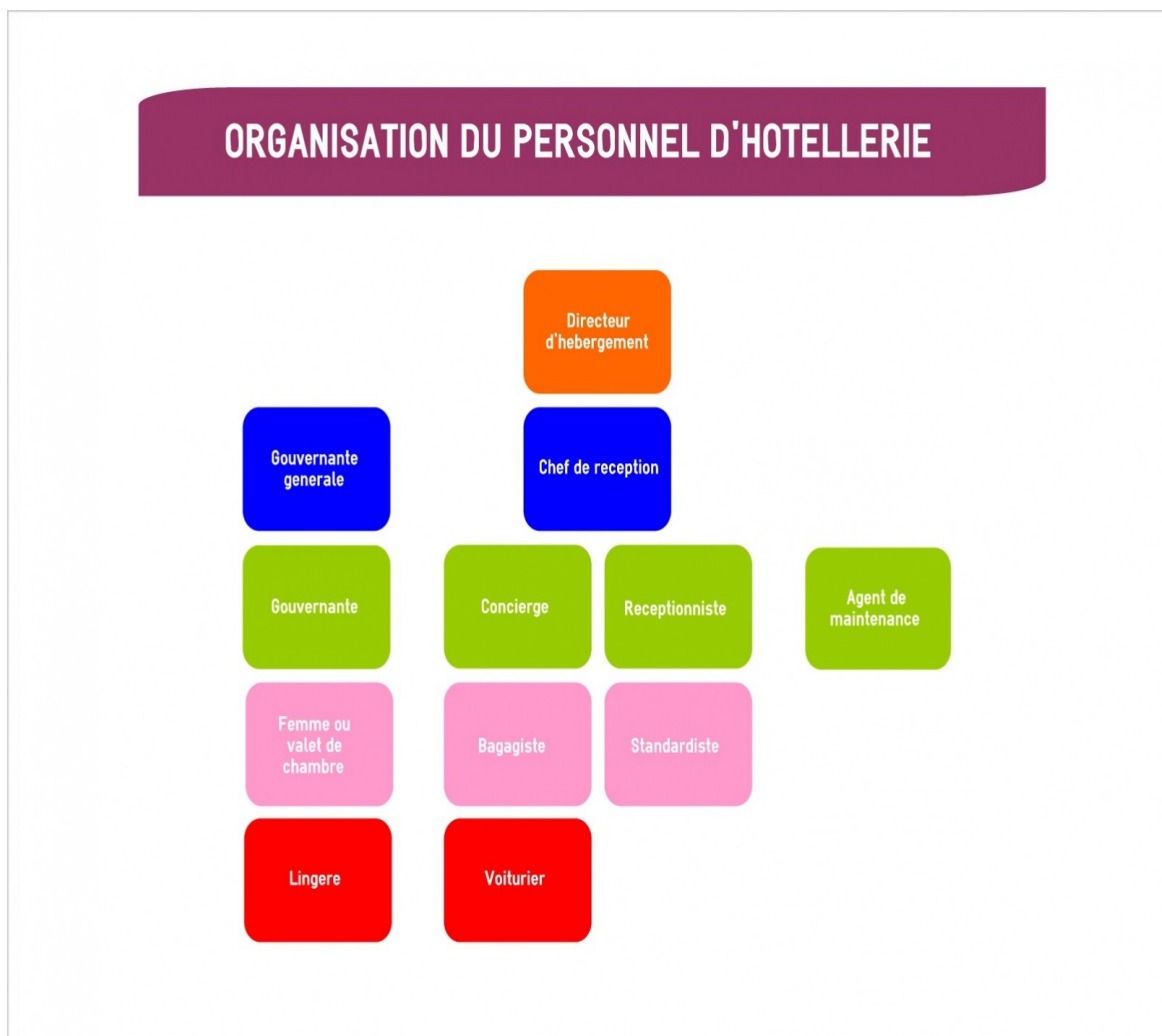 ORGANISATION DU PERSONNEL D'HOTELLERIE
Directeur
d'hebergement
Gouvernante
generale
Chef de reception
Gouvernante
Concierge
Receptionniste
Agent de
maintenance
Femme ou
valet de
chambre
Bagagiste
Standardiste
Lingere
Voiturier